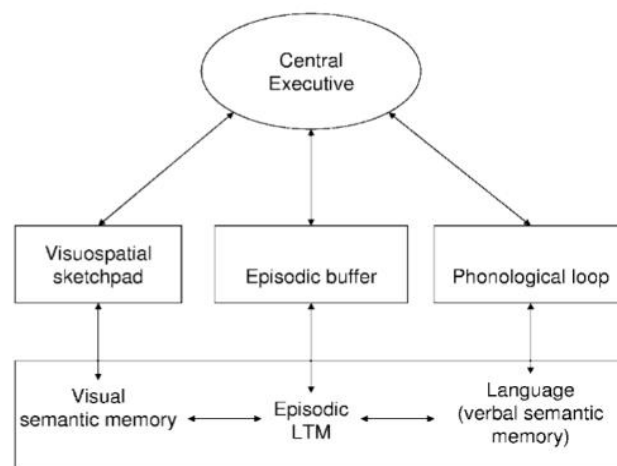 Central
Executive
Visuospatial
sketchpad
Episodic buffer
Phonological loop
Visual
semantic memory
Episodic
LTM
Language
(verbal semantic
memory)